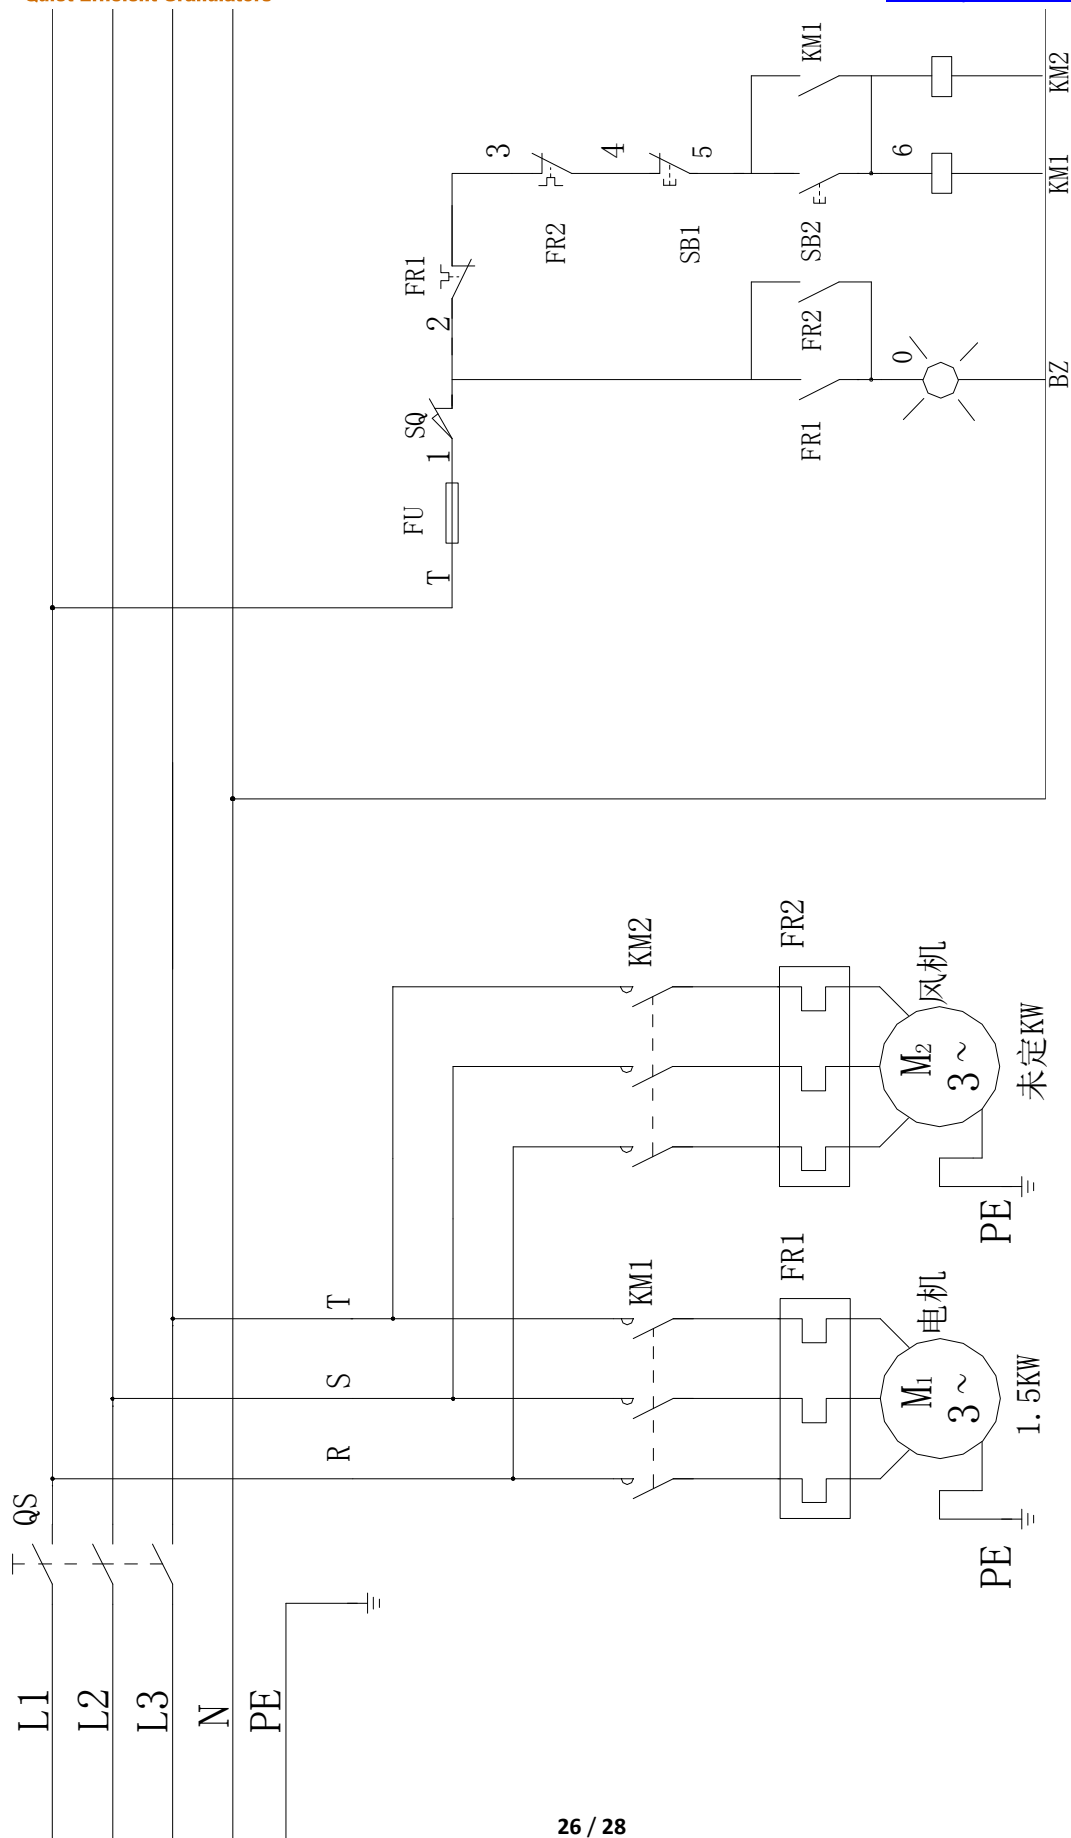 KM1
KM2
3
4
5
6
KM1
FR2
SB1
SB2
FR1
2
FR2
0
BZ
SQ
1
FR1
FU
T
KM2
FR2
风机
M2
3~
未定KW
PE
T
KM1
FR1
电机
S
M1
3~
1.5KW
R
QS
PE
L1
L2
L3
N
PE
26 / 28